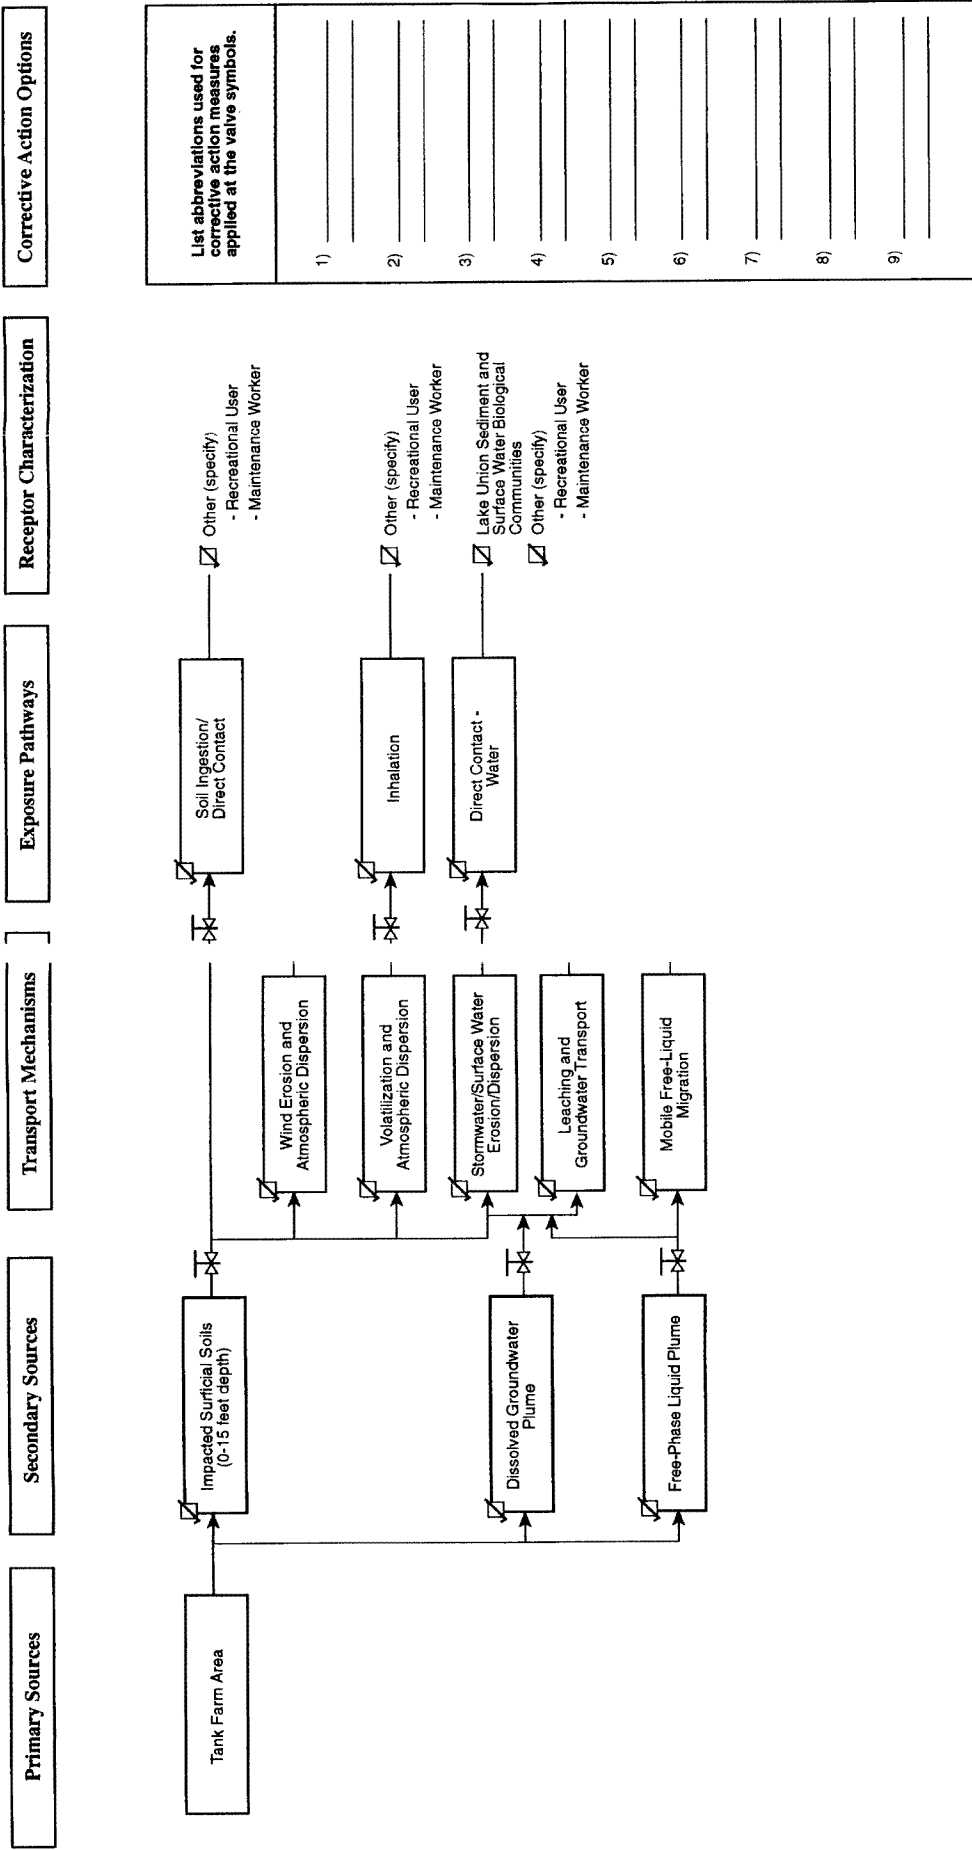 Primary Sources
Secondary Sources
Transport Mechanisms
Exposure Pathways
Receptor Characterization
Corrective Action Options
Tank Farm Area
Impacted Surficial Soils
(0-15 feet depth)
Dissolved Groundwater
Plume
Free-Phase Liquid Plume
Wind Erosion and
Atmospheric Dispersion
Volatilization and
Atmospheric Dispersion
Stormwater/Surface Water
Erosion/Dispersion
Leaching and
Groundwater Transport
Mobile Free-Liquid
Migration
Soil Ingestion/
Direct Contact
Inhalation
Direct Contact -
Water
Other (specify)
- Recreational User
- Maintenance Worker
Other (specify)
- Recreational User
- Maintenance Worker
Lake Union Sediment and
Surface Water Biological
Communities
Other (specify)
- Recreational User
- Maintenance Worker
List abbreviations used for
corrective action measures
applied at the valve symbols.
1)
2)
3)
4)
5)
6)
7)
8)
9)